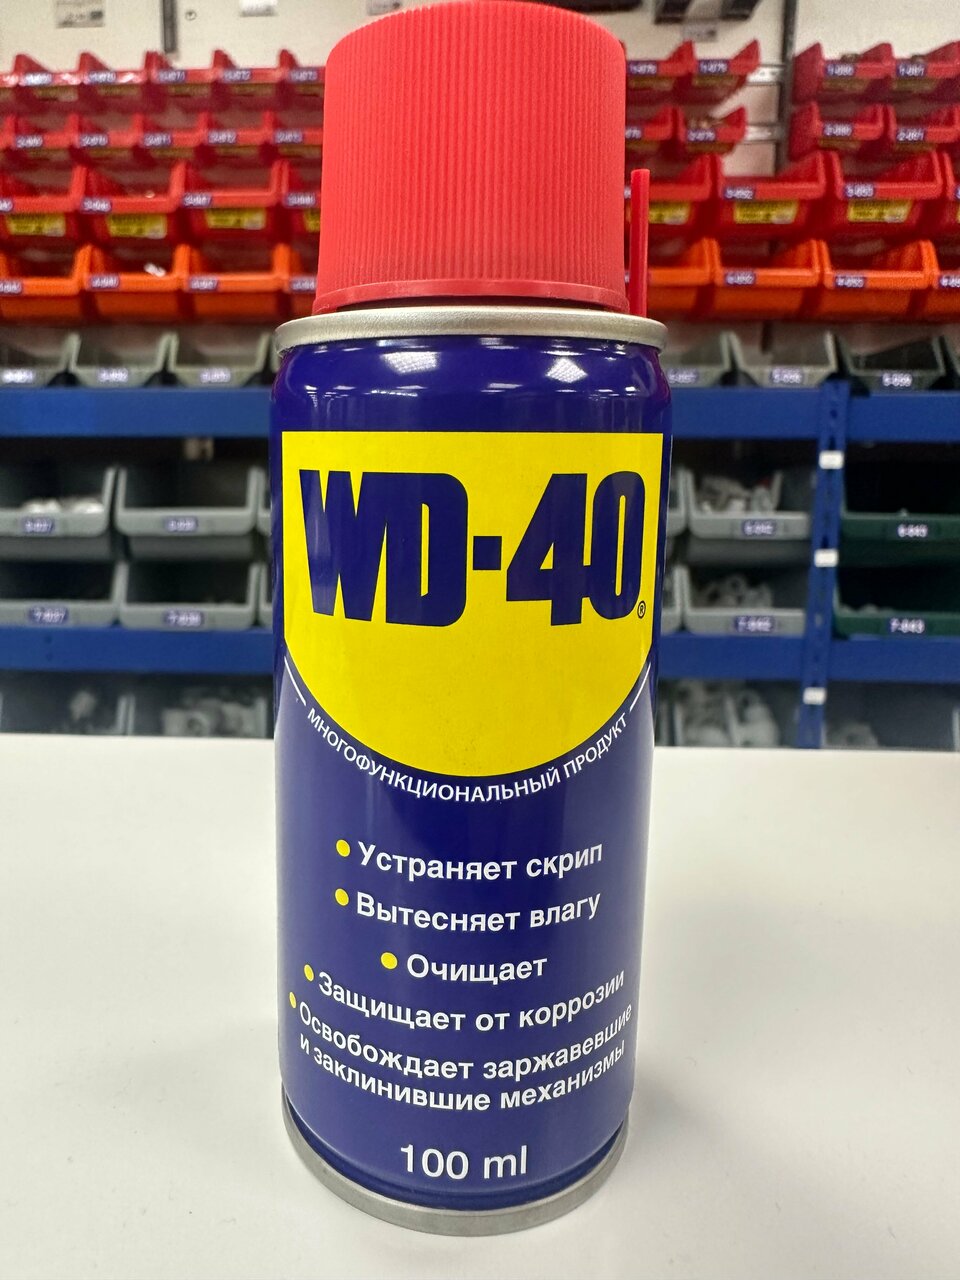 WD-40®
МНОГОФУНКЦИОНАЛЬНЫЙ ПРОДУКТ
Устраняет скрип
Вытесняет влагу
Очищает
Защищает от коррозии
Освобождает заржавевшие
и заклинившие механизмы
100 ml